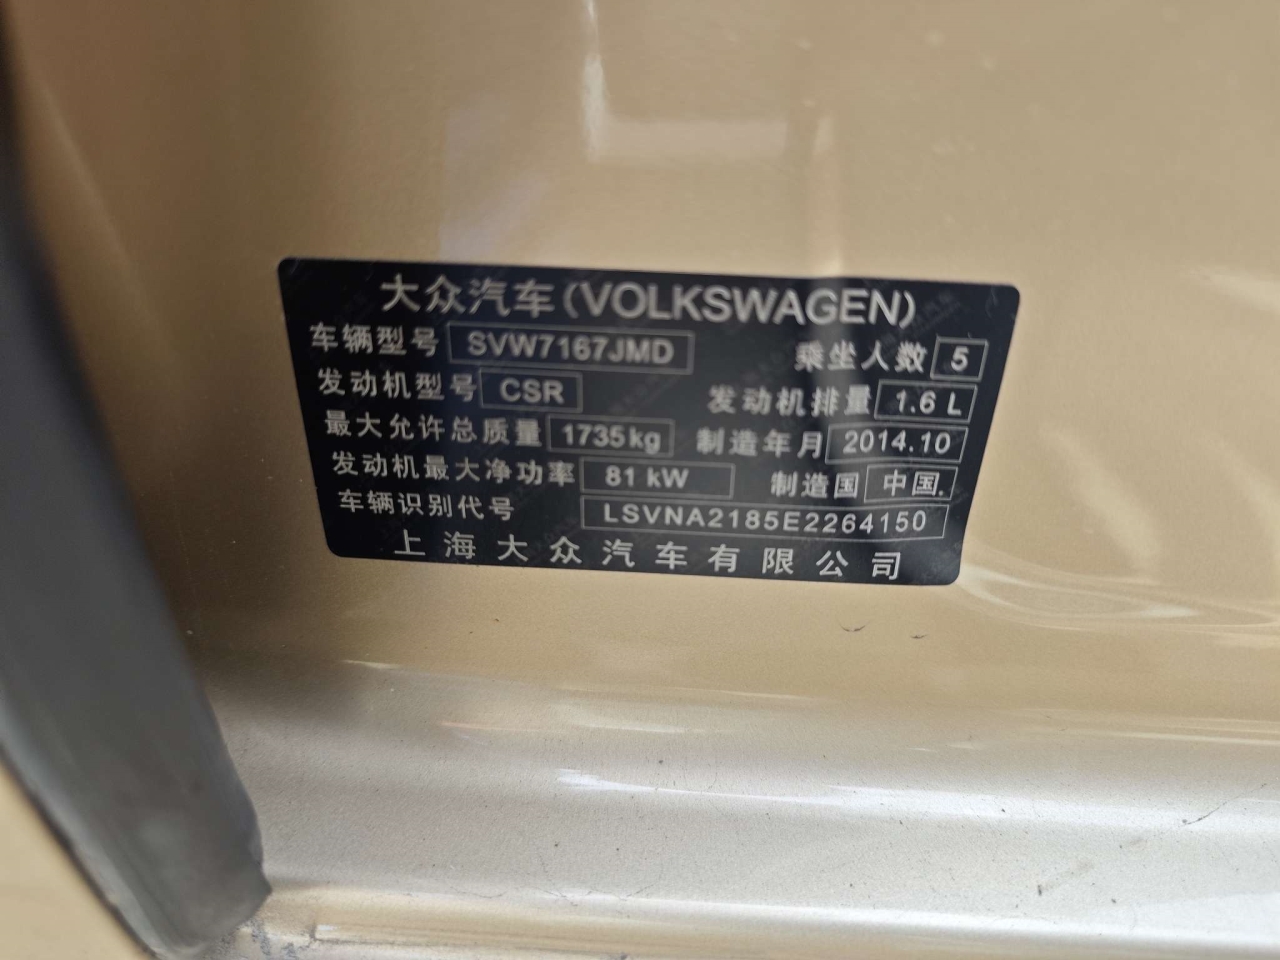 大众汽车(VOLKSWAGEN)
车辆型号 SVW7167JMD 乘坐人数 5
发动机型号 CSR 发动机排量 1.6 L
最大允许总质量 1735kg 制造年月 2014.10
发动机最大净功率 81 kW 制造国 中国.
车辆识别代号 LSVNA2185E2264150
上海大众汽车有限公司